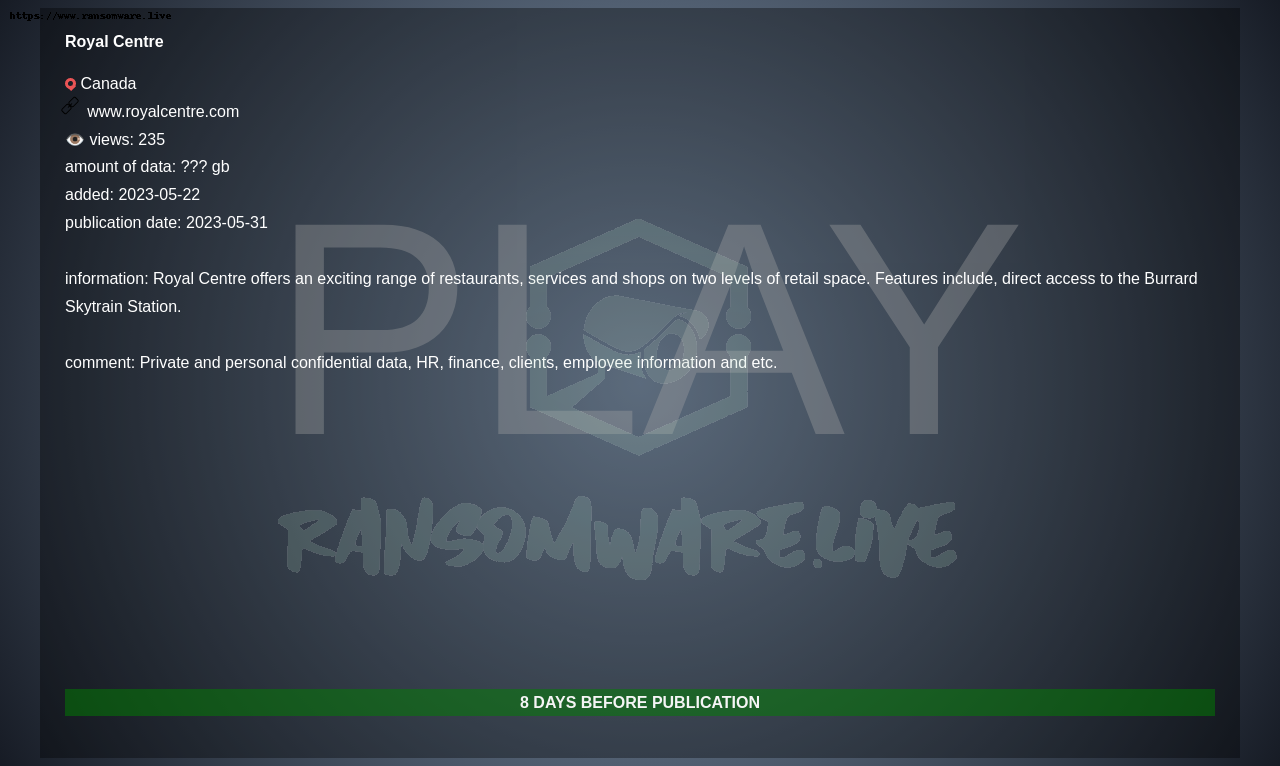 https://www.ransomware.live
Royal Centre
Canada
www.royalcentre.com
views: 235
amount of data: ??? gb
added: 2023-05-22
publication date: 2023-05-31
information: Royal Centre offers an exciting range of restaurants, services and shops on two levels of retail space. Features include, direct access to the Burrard
Skytrain Station.
comment: Private and personal confidential data, HR, finance, clients, employee information and etc.
PLAY
RANSOMWARE.LIVE
8 DAYS BEFORE PUBLICATION